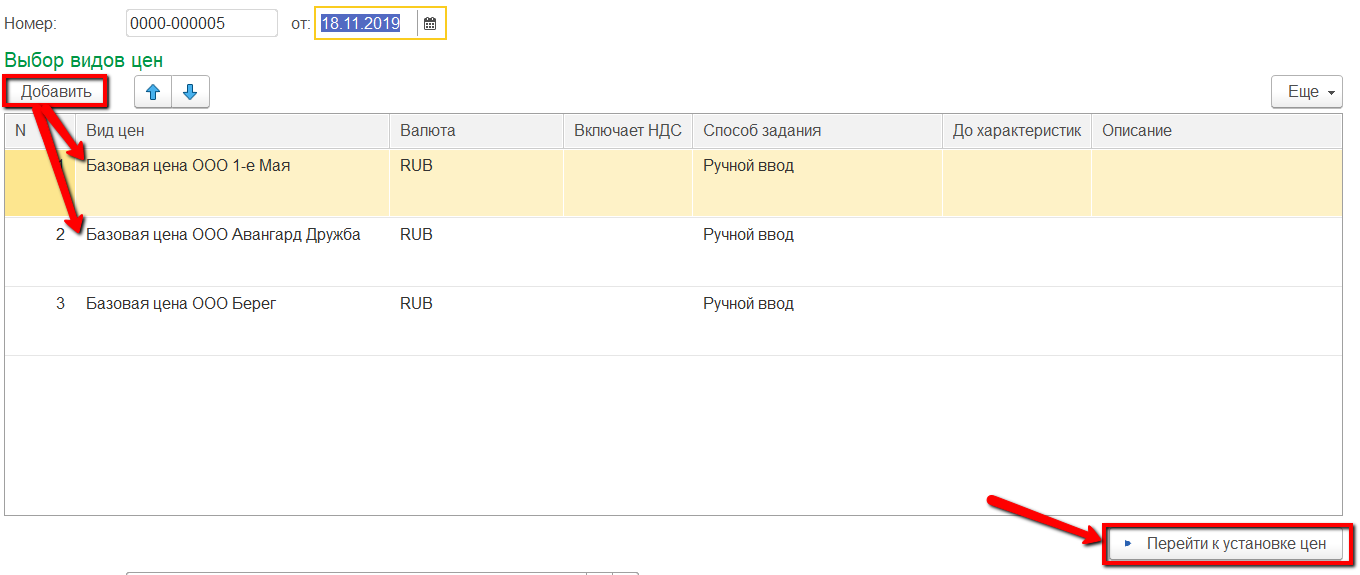 Номер: 0000-000005 от: 18.11.2019
Выбор видов цен
Добавить Еще
N Вид цен Валюта Включает НДС Способ задания До характеристик Описание
1 Базовая цена ООО 1-е Мая RUB Ручной ввод
2 Базовая цена ООО Авангард Дружба RUB Ручной ввод
3 Базовая цена ООО Берег RUB Ручной ввод
Перейти к установке цен